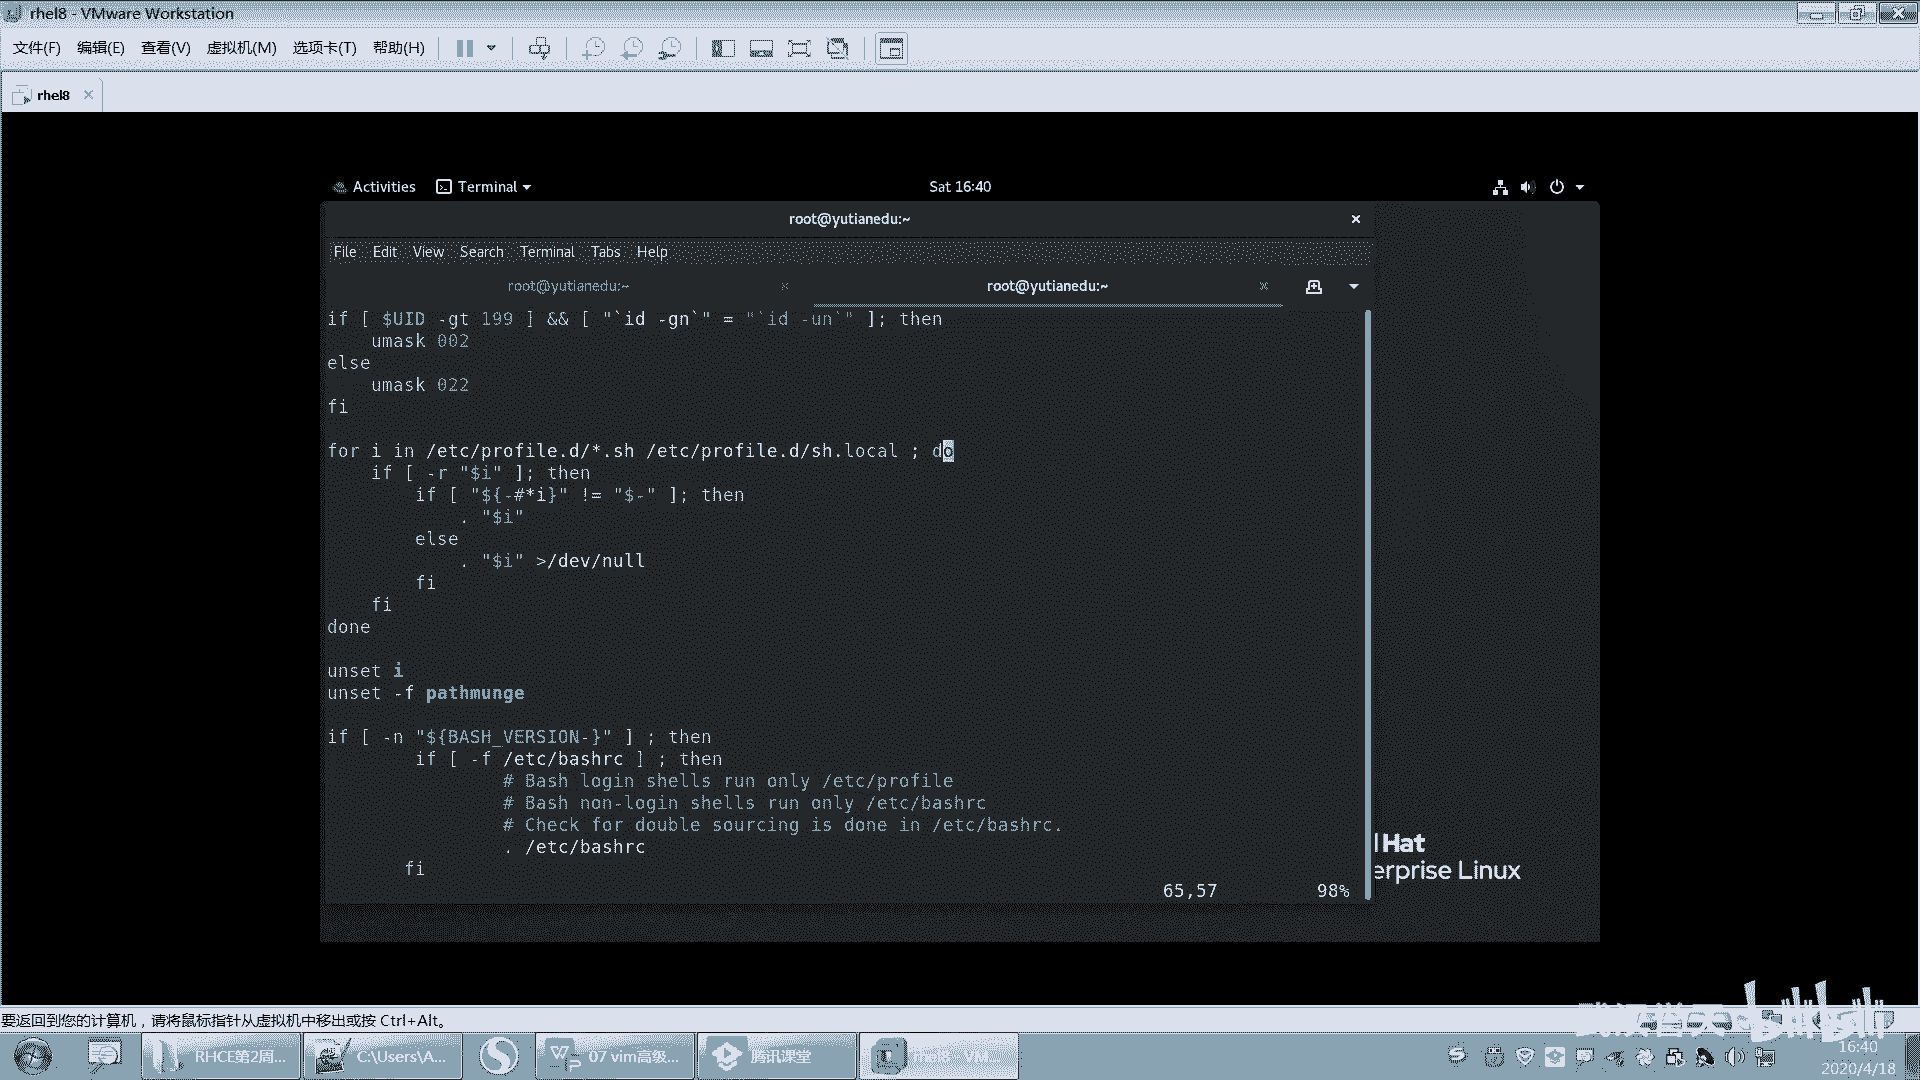 rhel8 - VMware Workstation
文件(F) 编辑(E) 查看(V) 虚拟机(M) 选项卡(T) 帮助(H)
rhel8
Activities Terminal Sat 16:40
root@yutianedu:~
File Edit View Search Terminal Tabs Help
root@yutianedu:~ root@yutianedu:~
if [ $UID -gt 199 ] && [ "`id -gn`" = "`id -un`" ]; then
    umask 002
else
    umask 022
fi
for i in /etc/profile.d/*.sh /etc/profile.d/sh.local ; do
    if [ -r "$i" ]; then
        if [ "${-#*i}" != "$-" ]; then
            . "$i"
        else
            . "$i" >/dev/null
        fi
    fi
done
unset i
unset -f pathmunge
if [ -n "${BASH_VERSION-}" ] ; then
        if [ -f /etc/bashrc ] ; then
                # Bash login shells run only /etc/profile
                # Bash non-login shells run only /etc/bashrc
                # Check for double sourcing is done in /etc/bashrc.
                . /etc/bashrc
       fi
65,57 98%
Hat
erprise Linux
要返回到您的计算机，请将鼠标指针从虚拟机中移出或按 Ctrl+Alt。
RHCE第2周... C:\Users\A... 07 vim高级... 腾讯课堂 rhel8 - VM...
16:40
2020/4/18
bilibili